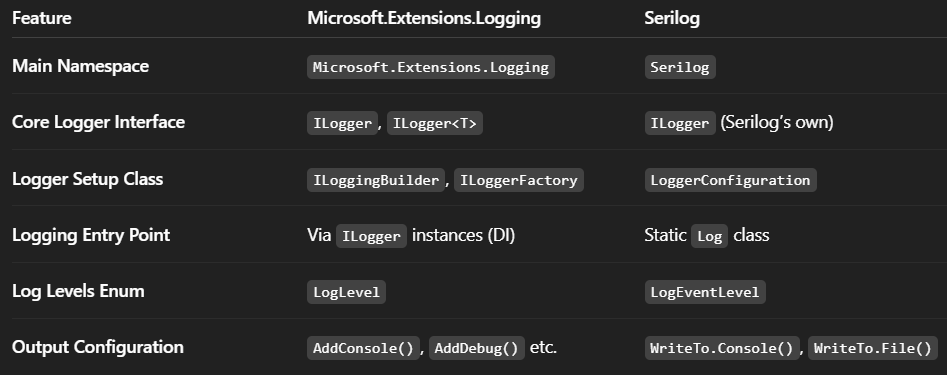 Feature Microsoft.Extensions.Logging Serilog
Main Namespace Microsoft.Extensions.Logging Serilog
Core Logger Interface ILogger, ILogger<T> ILogger (Serilog’s own)
Logger Setup Class ILoggingBuilder, ILoggerFactory LoggerConfiguration
Logging Entry Point Via ILogger instances (DI) Static Log class
Log Levels Enum LogLevel LogEventLevel
Output Configuration AddConsole(), AddDebug() etc. WriteTo.Console(), WriteTo.File()